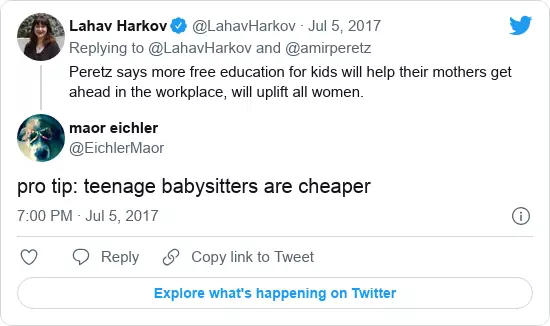 Lahav Harkov @LahavHarkov · Jul 5, 2017
Replying to @LahavHarkov and @amirperetz
Peretz says more free education for kids will help their mothers get
ahead in the workplace, will uplift all women.
maor eichler
@EichlerMaor
pro tip: teenage babysitters are cheaper
7:00 PM · Jul 5, 2017
Reply Copy link to Tweet
Explore what's happening on Twitter